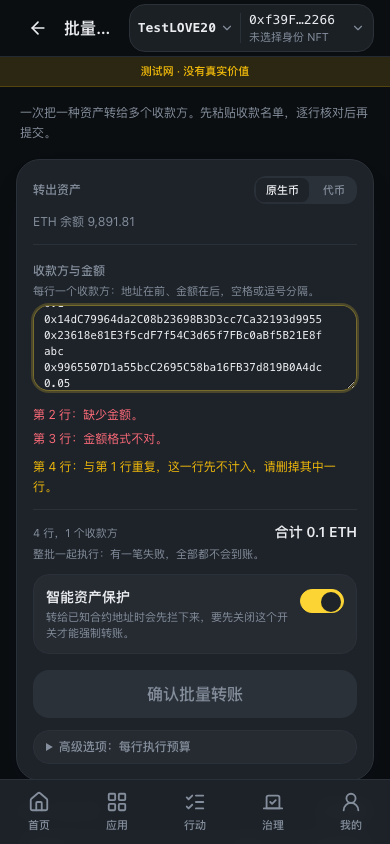 批量...
TestLOVE20
0xf39F...2266
未选择身份 NFT
测试网 · 没有真实价值
一次把一种资产转给多个收款方。先粘贴收款名单，逐行核对后再
提交。
转出资产
原生币
代币
ETH 余额 9,891.81
收款方与金额
每行一个收款方：地址在前、金额在后，空格或逗号分隔。
0x14dC79964da2C08b23698B3D3cc7Ca32193d9955
0x23618e81E3f5cdF7f54C3d65f7FBc0aBf5B21E8f
abc
0x9965507D1a55bcC2695C58ba16FB37d819B0A4dc
0.05
第 2 行：缺少金额。
第 3 行：金额格式不对。
第 4 行：与第 1 行重复，这一行先不计入，请删掉其中一
行。
4 行，1 个收款方
合计 0.1 ETH
整批一起执行：有一笔失败，全部都不会到账。
智能资产保护
转给已知合约地址时会先拦下来，要先关闭这个开
关才能强制转账。
确认批量转账
高级选项：每行执行预算
首页
应用
行动
治理
我的